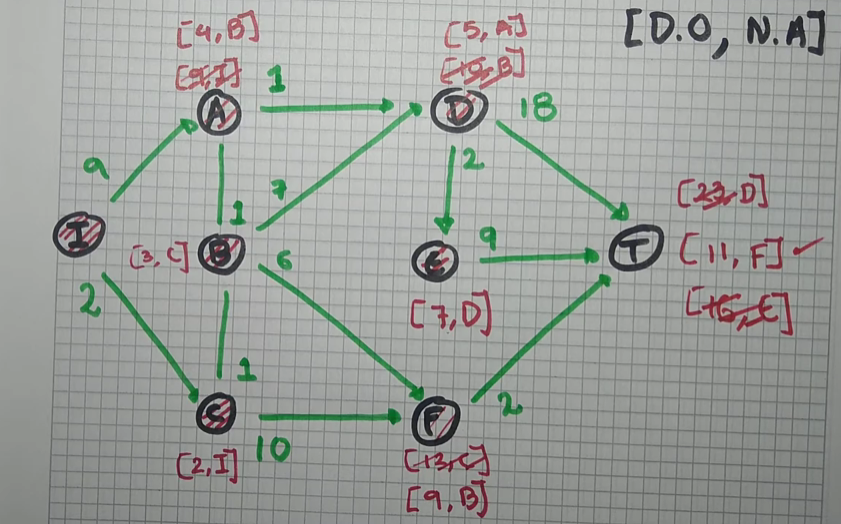 [D.O, N.A]
[4, B]
[9, I]
[5, A]
[10, B]
1
A
D
18
9
2
7
1
[23, D]
I
[3, C]
B
6
E
9
T
[11, F] ✓
2
[7, D]
[16, E]
1
C
10
F
2
[2, I]
[13, C]
[9, B]